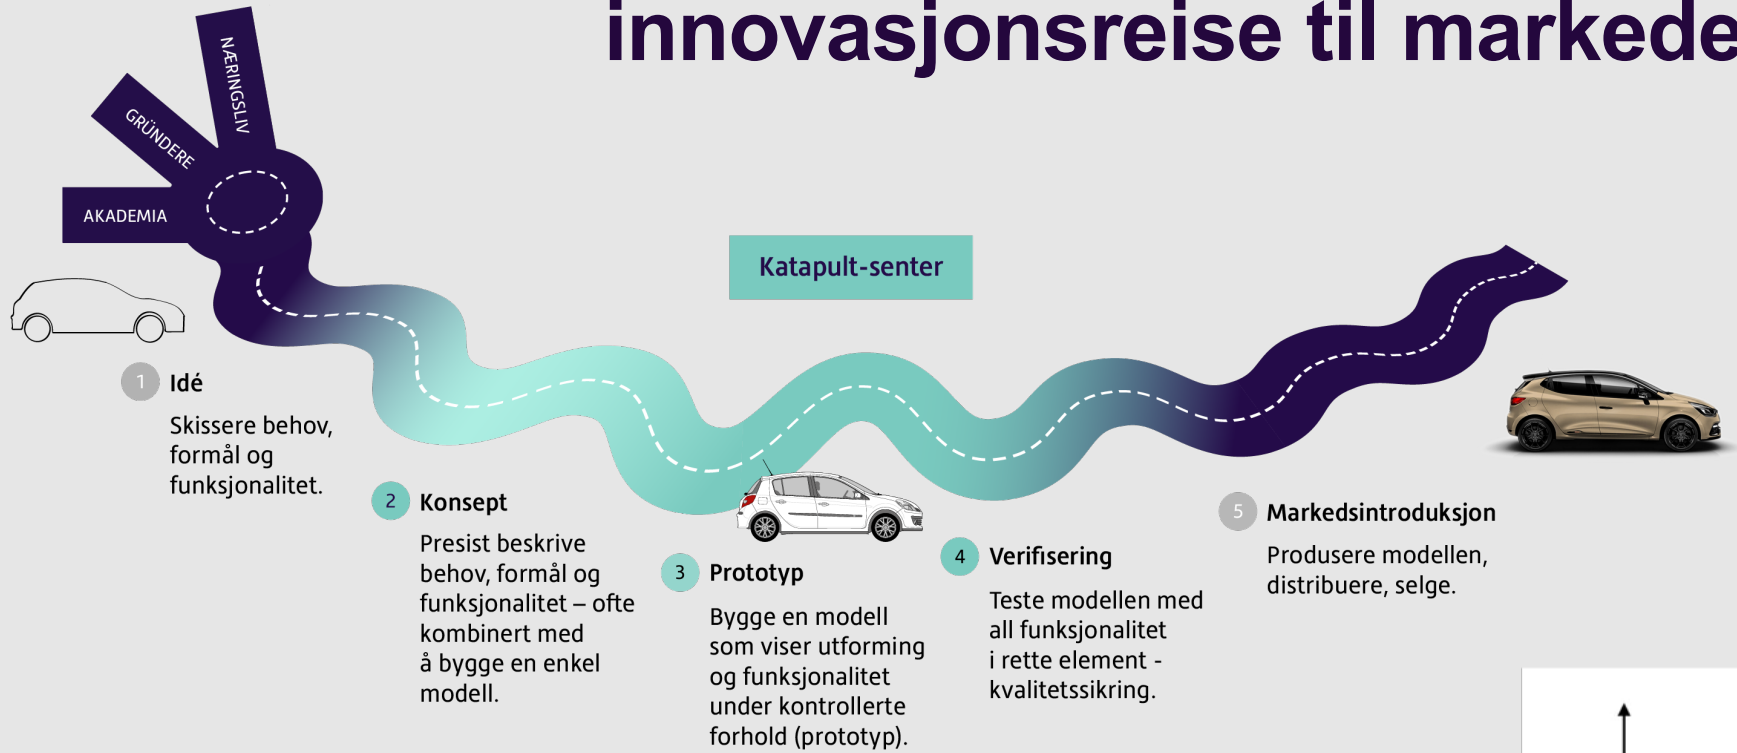 innovasjonsreise til markede
NÆRINGSLIV
GRÜNDERE
AKADEMIA
Katapult-senter
1 Idé
Skissere behov,
formål og
funksjonalitet.
2 Konsept
Presist beskrive
behov, formål og
funksjonalitet – ofte
kombinert med
å bygge en enkel
modell.
3 Prototyp
Bygge en modell
som viser utforming
og funksjonalitet
under kontrollerte
forhold (prototyp).
4 Verifisering
Teste modellen med
all funksjonalitet
i rette element -
kvalitetssikring.
5 Markedsintroduksjon
Produsere modellen,
distribuere, selge.